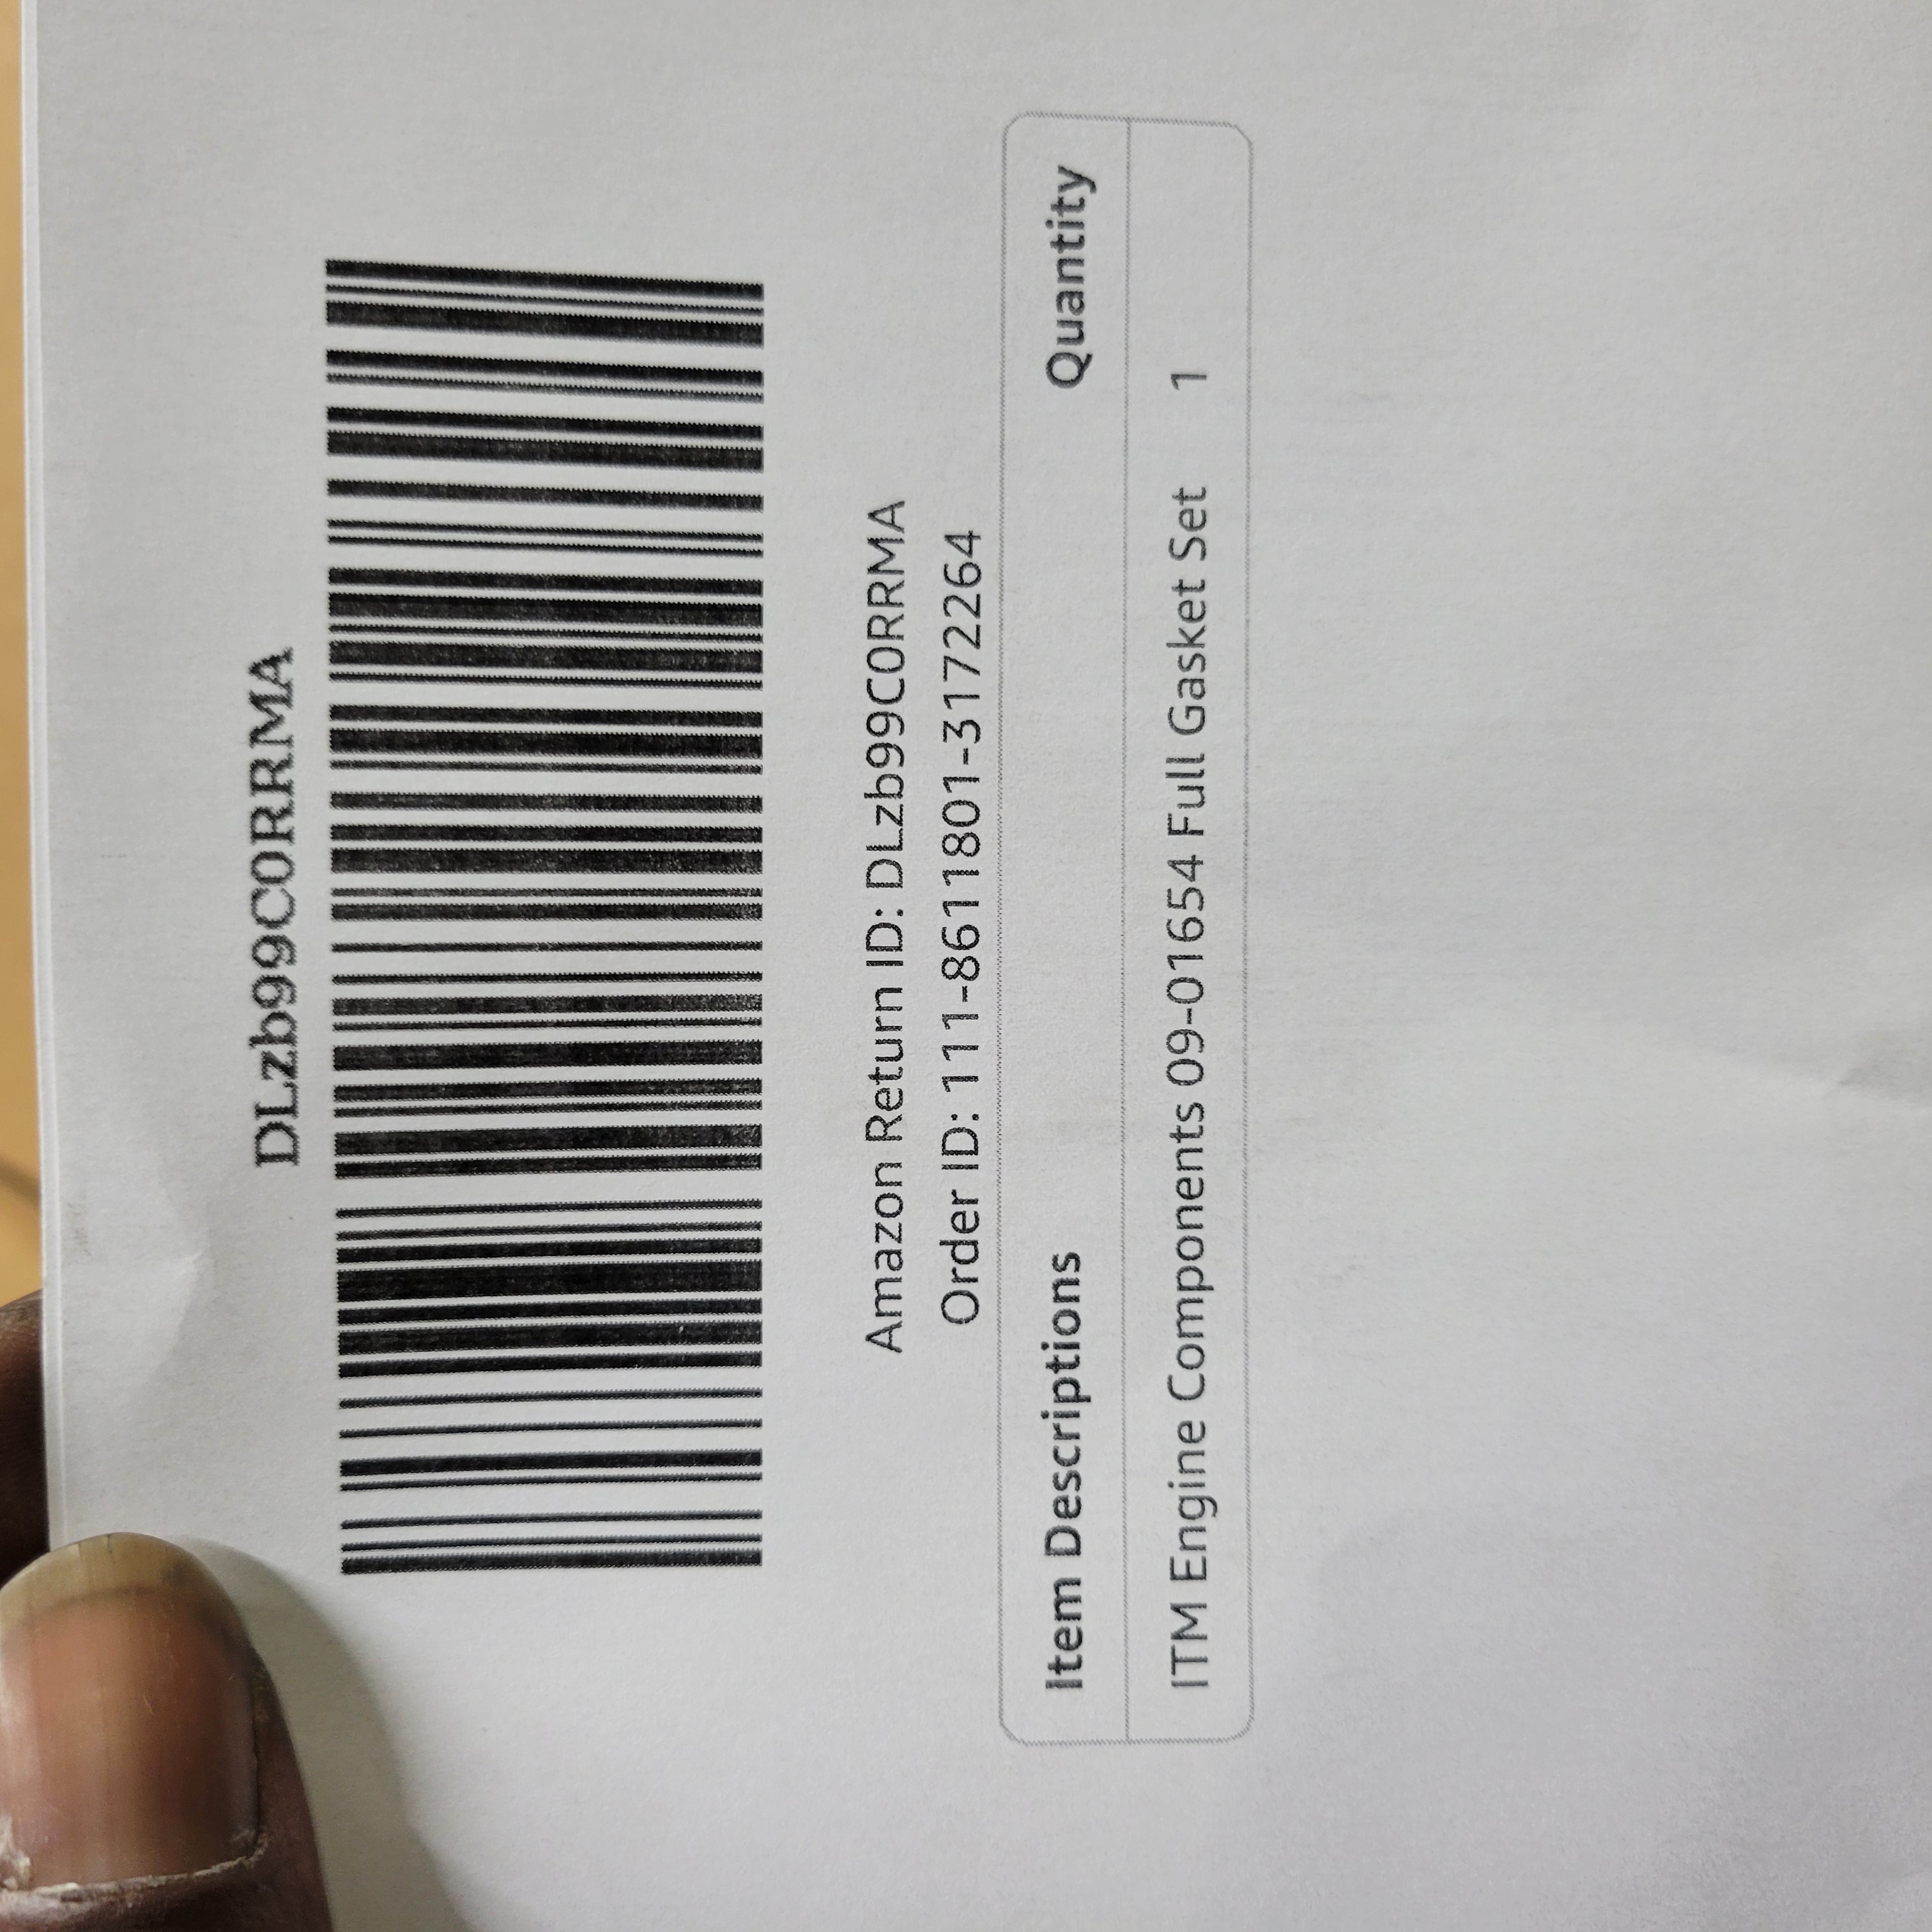 DLzb99C0RRMA
Amazon Return ID: DLzb99C0RRMA
Order ID: 111-8611801-3172264
Item Descriptions Quantity
ITM Engine Components 09-01654 Full Gasket Set 1